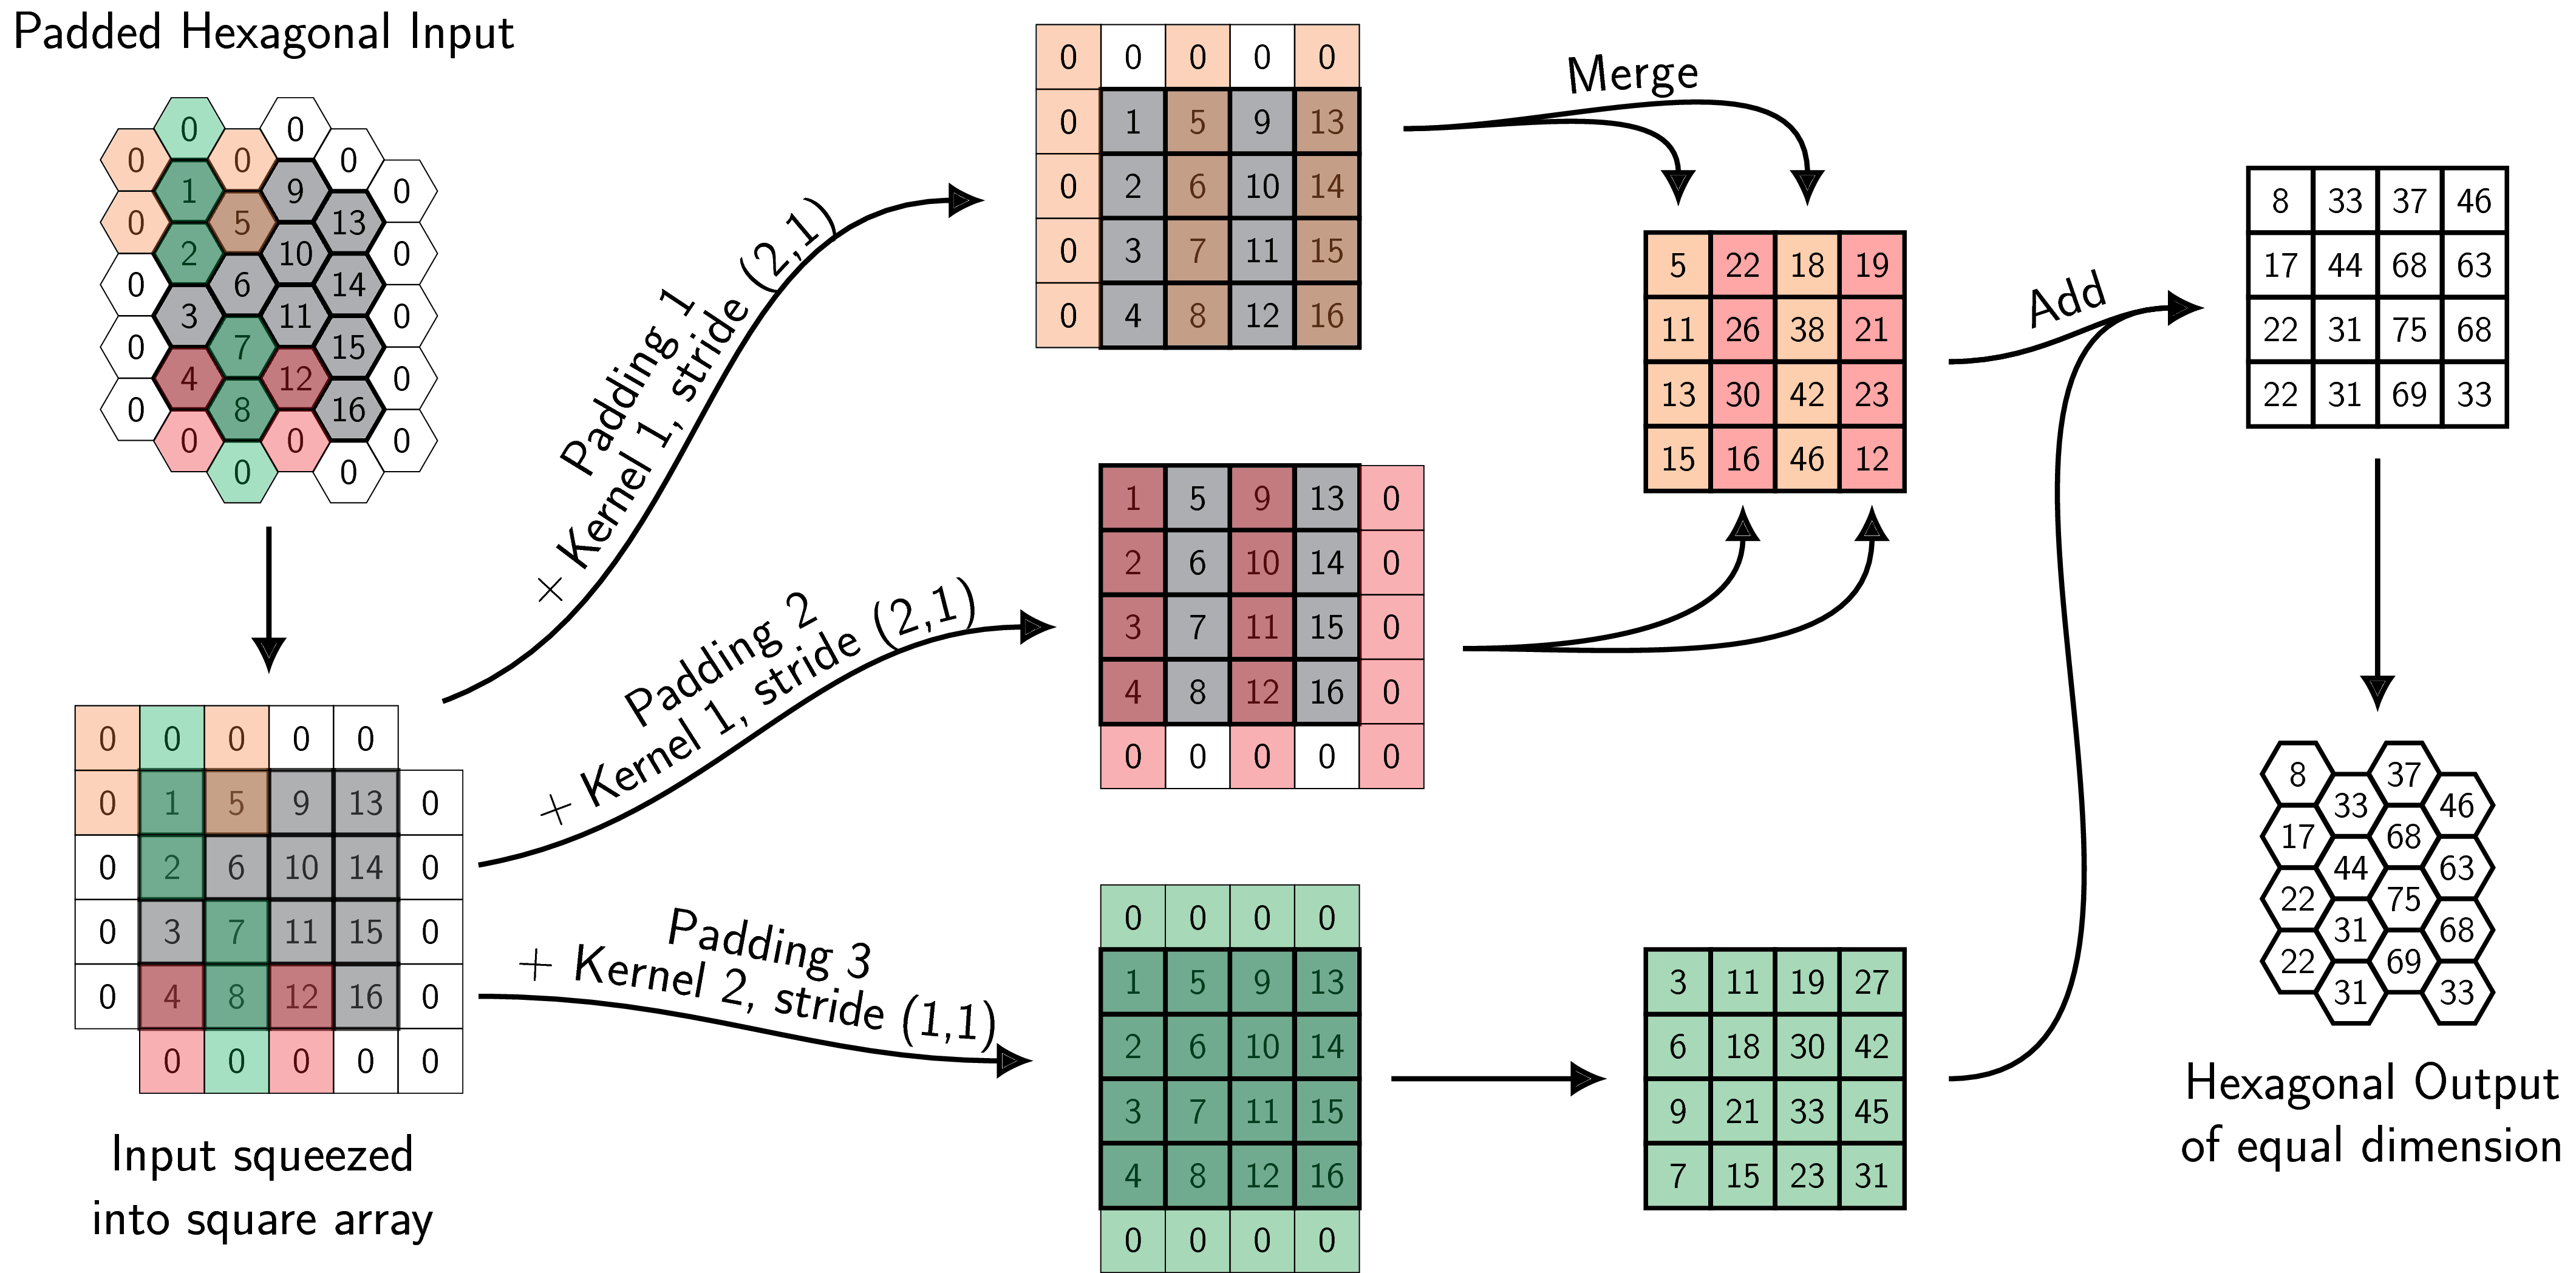 Padded Hexagonal Input
0 0
0 0 0
1 9 0
0 5 13
2 10 0
0 6 14
3 11 0
0 7 15
4 12 0
0 8 16
0 0 0
0 0
0 0 0 0 0
0 1 5 9 13 0
0 2 6 10 14 0
0 3 7 11 15 0
0 4 8 12 16 0
0 0 0 0 0
Input squeezed
into square array
Padding 1
+ Kernel 1, stride (2,1)
Padding 2
+ Kernel 1, stride (2,1)
Padding 3
+ Kernel 2, stride (1,1)
0 0 0 0 0
0 1 5 9 13
0 2 6 10 14
0 3 7 11 15
0 4 8 12 16
1 5 9 13 0
2 6 10 14 0
3 7 11 15 0
4 8 12 16 0
0 0 0 0 0
0 0 0 0
1 5 9 13
2 6 10 14
3 7 11 15
4 8 12 16
0 0 0 0
Merge
5 22 18 19
11 26 38 21
13 30 42 23
15 16 46 12
3 11 19 27
6 18 30 42
9 21 33 45
7 15 23 31
Add
8 33 37 46
17 44 68 63
22 31 75 68
22 31 69 33
8 37
33 46
17 68
44 63
22 75
31 68
22 69
31 33
Hexagonal Output
of equal dimension